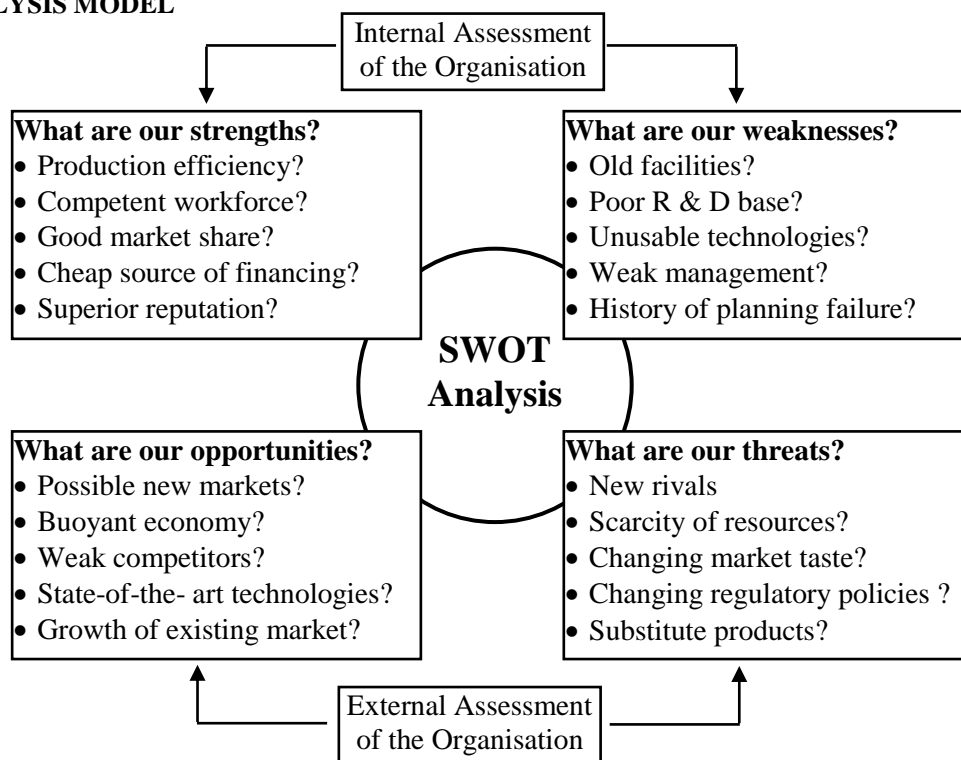 LYSIS MODEL
Internal Assessment
of the Organisation
What are our strengths?
• Production efficiency?
• Competent workforce?
• Good market share?
• Cheap source of financing?
• Superior reputation?
What are our weaknesses?
• Old facilities?
• Poor R & D base?
• Unusable technologies?
• Weak management?
• History of planning failure?
SWOT
Analysis
What are our opportunities?
• Possible new markets?
• Buoyant economy?
• Weak competitors?
• State-of-the- art technologies?
• Growth of existing market?
What are our threats?
• New rivals
• Scarcity of resources?
• Changing market taste?
• Changing regulatory policies ?
• Substitute products?
External Assessment
of the Organisation